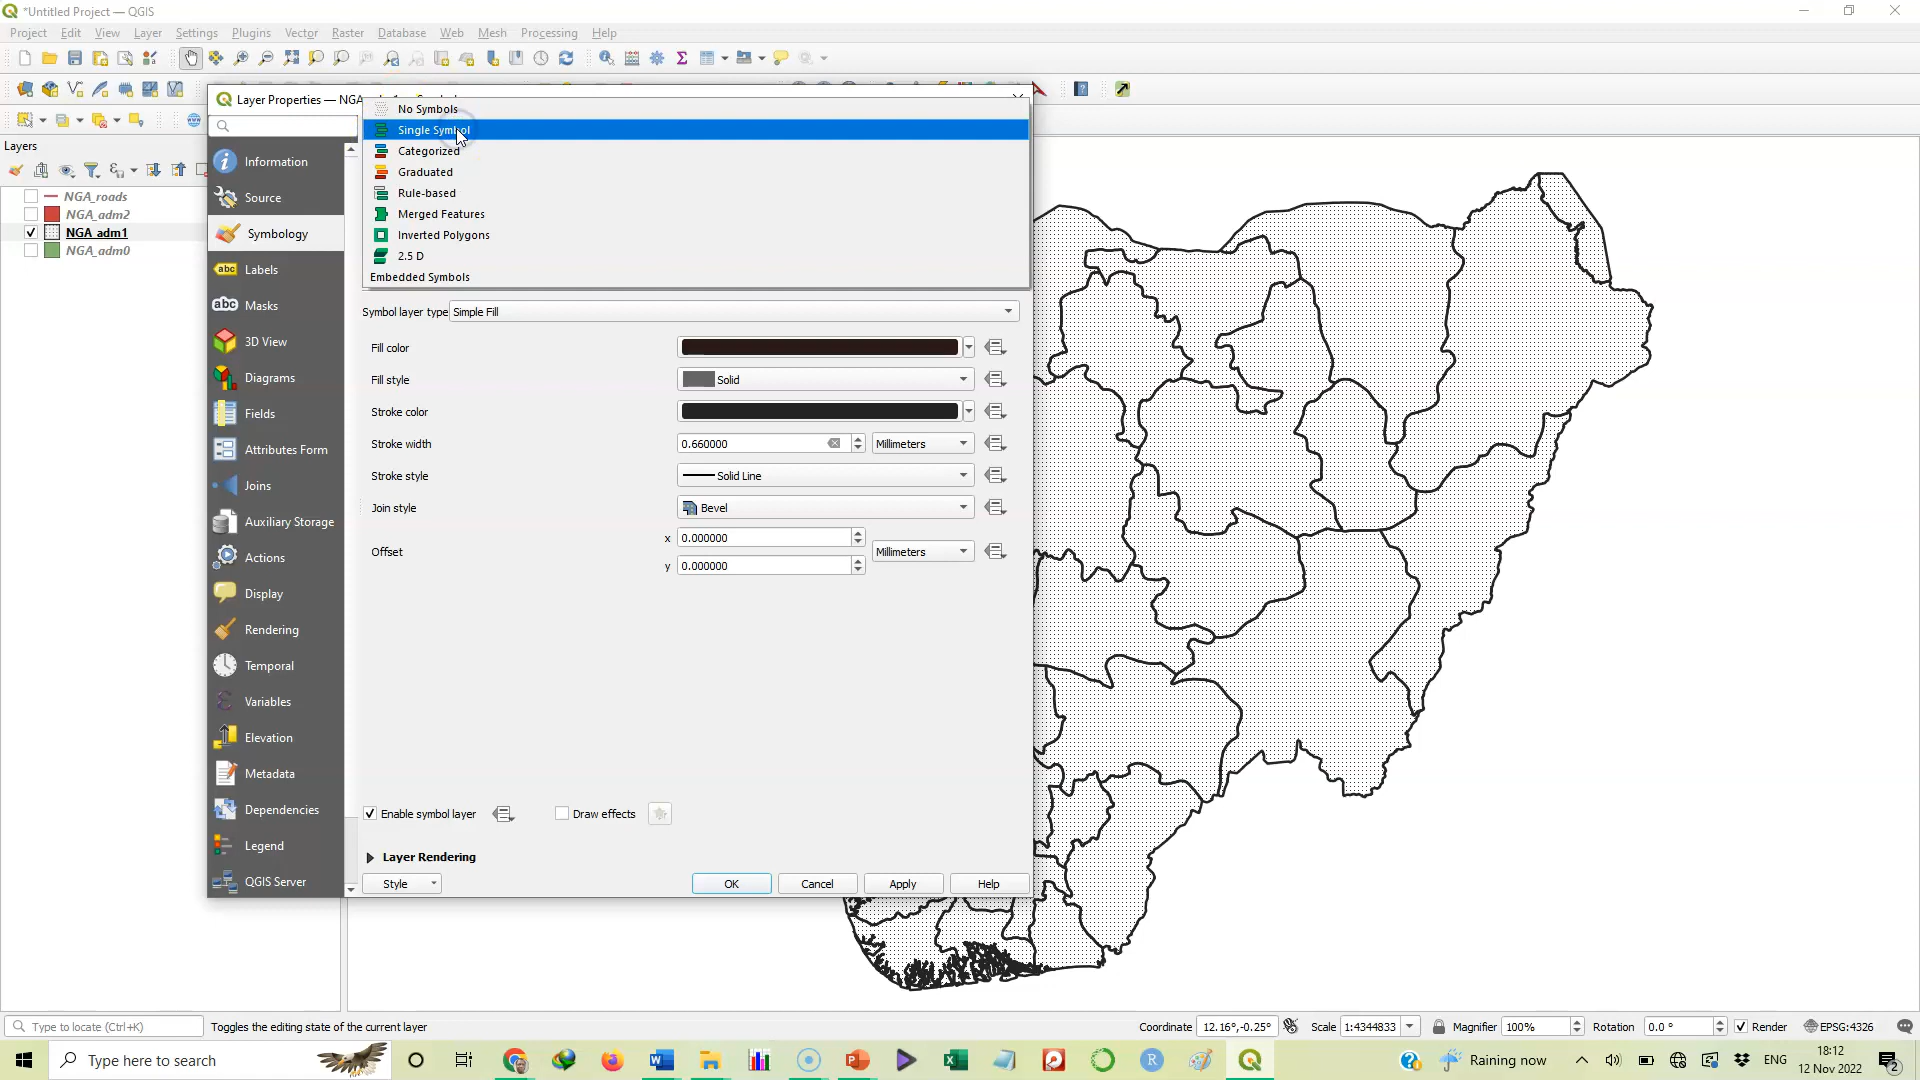 *Untitled Project — QGIS
Project Edit View Layer Settings Plugins Vector Raster Database Web Mesh Processing Help
Layer Properties — NGA
No Symbols
Single Symbol
Categorized
Graduated
Rule-based
Merged Features
Inverted Polygons
2.5 D
Embedded Symbols
Layers
NGA_roads
NGA_adm2
NGA_adm1
NGA_adm0
Information
Source
Symbology
abc Labels
abc Masks
3D View
Diagrams
Fields
Attributes Form
Joins
Auxiliary Storage
Actions
Display
Rendering
Temporal
Variables
Elevation
Metadata
Dependencies
Legend
QGIS Server
Symbol layer type Simple Fill
Fill color
Fill style Solid
Stroke color
Stroke width 0.660000 Millimeters
Stroke style Solid Line
Join style Bevel
Offset x 0.000000 Millimeters
y 0.000000
Enable symbol layer Draw effects
Layer Rendering
Style OK Cancel Apply Help
Type to locate (Ctrl+K) Toggles the editing state of the current layer Coordinate 12.16°,-0.25° Scale 1:4344833 Magnifier 100% Rotation 0.0 ° Render EPSG:4326
Type here to search Raining now ENG 18:12
12 Nov 2022 2